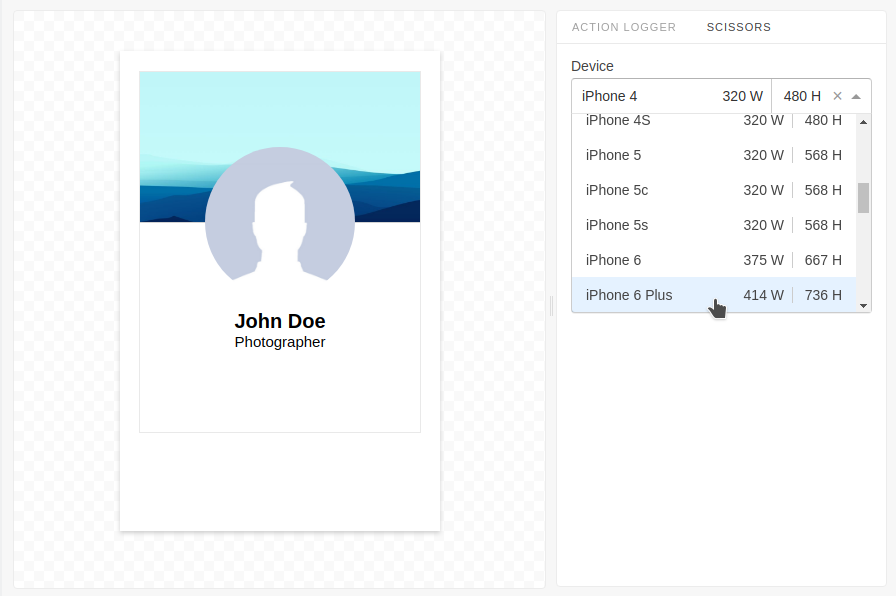 John Doe
Photographer
ACTION LOGGER SCISSORS
Device
iPhone 4 320 W 480 H ×
iPhone 4S 320 W 480 H
iPhone 5 320 W 568 H
iPhone 5c 320 W 568 H
iPhone 5s 320 W 568 H
iPhone 6 375 W 667 H
iPhone 6 Plus 414 W 736 H